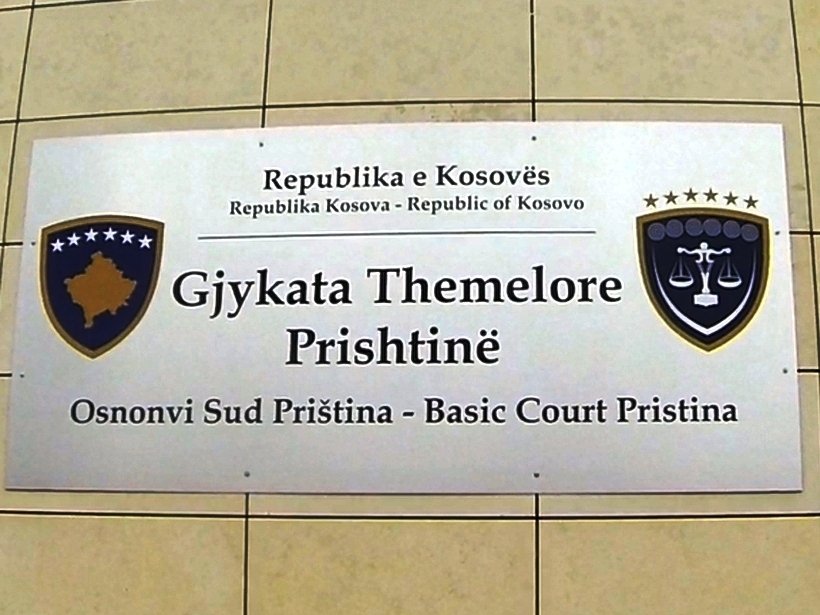 Republika e Kosovës
Republika Kosova - Republic of Kosovo
Gjykata Themelore
Prishtinë
Osnonvi Sud Priština - Basic Court Pristina